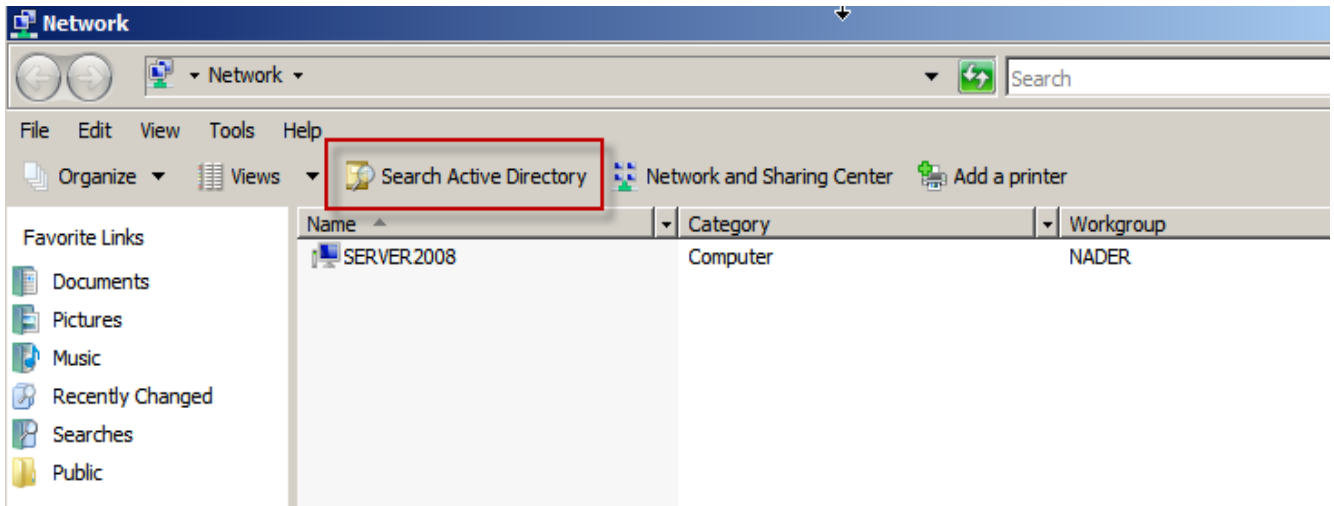 Network
Network
Search
File Edit View Tools Help
Organize Views Search Active Directory Network and Sharing Center Add a printer
Favorite Links
Name Category Workgroup
SERVER2008 Computer NADER
Documents
Pictures
Music
Recently Changed
Searches
Public